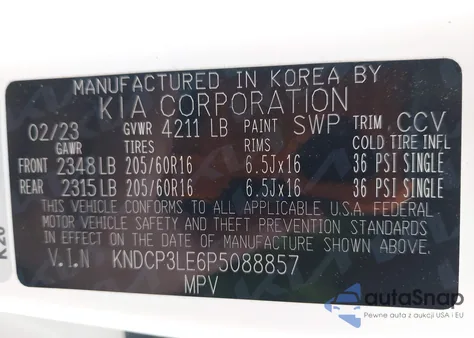 MANUFACTURED IN KOREA BY
KIA CORPORATION
02/23 GVWR 4211 LB PAINT SWP TRIM CCV
GAWR TIRES RIMS COLD TIRE INFL
FRONT 2348 LB 205/60R16 6.5Jx16 36 PSI SINGLE
REAR 2315 LB 205/60R16 6.5Jx16 36 PSI SINGLE
THIS VEHICLE CONFORMS TO ALL APPLICABLE U.S.A. FEDERAL
MOTOR VEHICLE SAFETY AND THEFT PREVENTION STANDARDS
IN EFFECT ON THE DATE OF MANUFACTURE SHOWN ABOVE.
V.I.N KNDCP3LE6P5088857
MPV
K20
autoSnap
Pewne auta z aukcji USA i EU